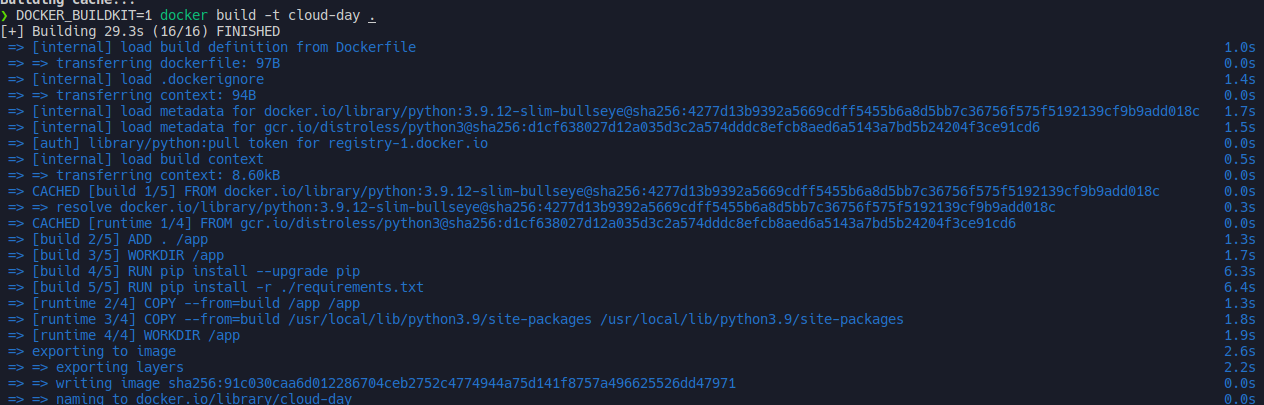 Building cache...
❯ DOCKER_BUILDKIT=1 docker build -t cloud-day .
[+] Building 29.3s (16/16) FINISHED
=> [internal] load build definition from Dockerfile 1.0s
=> => transferring dockerfile: 97B 0.0s
=> [internal] load .dockerignore 1.4s
=> => transferring context: 94B 0.0s
=> [internal] load metadata for docker.io/library/python:3.9.12-slim-bullseye@sha256:4277d13b9392a5669cdff5455b6a8d5bb7c36756f575f5192139cf9b9add018c 1.7s
=> [internal] load metadata for gcr.io/distroless/python3@sha256:d1cf638027d12a035d3c2a574dddc8efcb8aed6a5143a7bd5b24204f3ce91cd6 1.5s
=> [auth] library/python:pull token for registry-1.docker.io 0.0s
=> [internal] load build context 0.5s
=> => transferring context: 8.60kB 0.0s
=> CACHED [build 1/5] FROM docker.io/library/python:3.9.12-slim-bullseye@sha256:4277d13b9392a5669cdff5455b6a8d5bb7c36756f575f5192139cf9b9add018c 0.0s
=> => resolve docker.io/library/python:3.9.12-slim-bullseye@sha256:4277d13b9392a5669cdff5455b6a8d5bb7c36756f575f5192139cf9b9add018c 0.3s
=> CACHED [runtime 1/4] FROM gcr.io/distroless/python3@sha256:d1cf638027d12a035d3c2a574dddc8efcb8aed6a5143a7bd5b24204f3ce91cd6 0.0s
=> [build 2/5] ADD . /app 1.3s
=> [build 3/5] WORKDIR /app 1.7s
=> [build 4/5] RUN pip install --upgrade pip 6.3s
=> [build 5/5] RUN pip install -r ./requirements.txt 6.4s
=> [runtime 2/4] COPY --from=build /app /app 1.3s
=> [runtime 3/4] COPY --from=build /usr/local/lib/python3.9/site-packages /usr/local/lib/python3.9/site-packages 1.8s
=> [runtime 4/4] WORKDIR /app 1.9s
=> exporting to image 2.6s
=> => exporting layers 2.2s
=> => writing image sha256:91c030caa6d012286704ceb2752c4774944a75d141f8757a496625526dd47971 0.0s
=> => naming to docker.io/library/cloud-day 0.0s